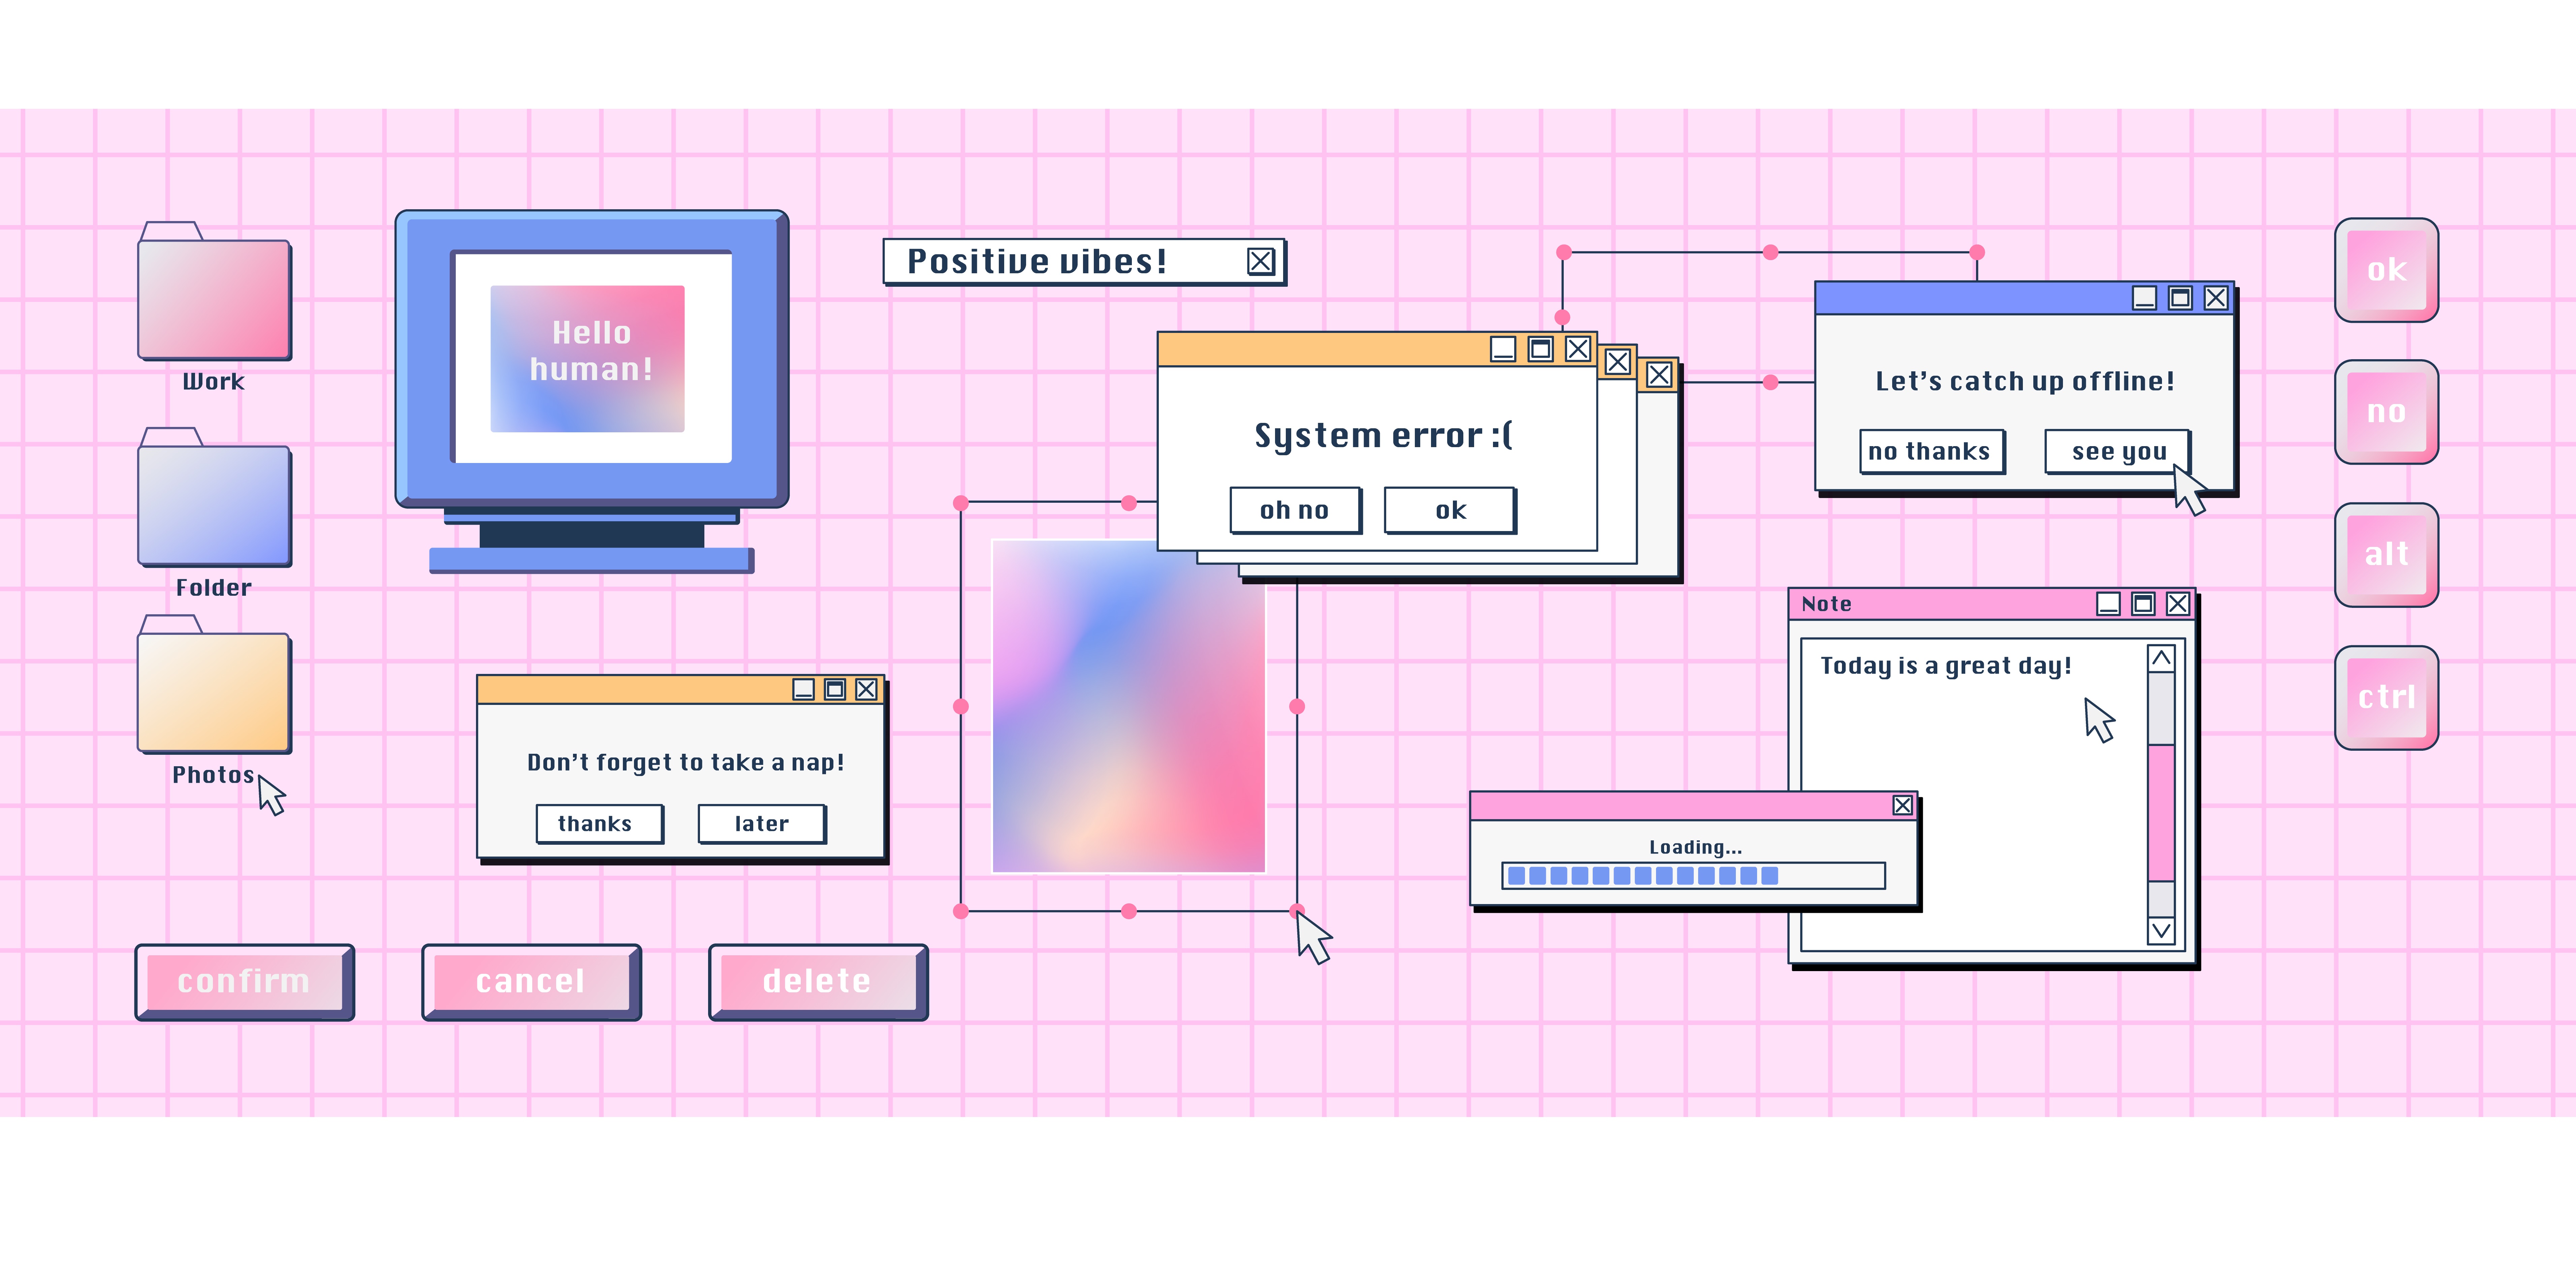 Work
Folder
Photos
Hello
human!
Positive vibes!
System error :(
oh no
ok
Let's catch up offline!
no thanks
see you
Don't forget to take a nap!
thanks
later
Note
Today is a great day!
Loading...
confirm
cancel
delete
ok
no
alt
ctrl